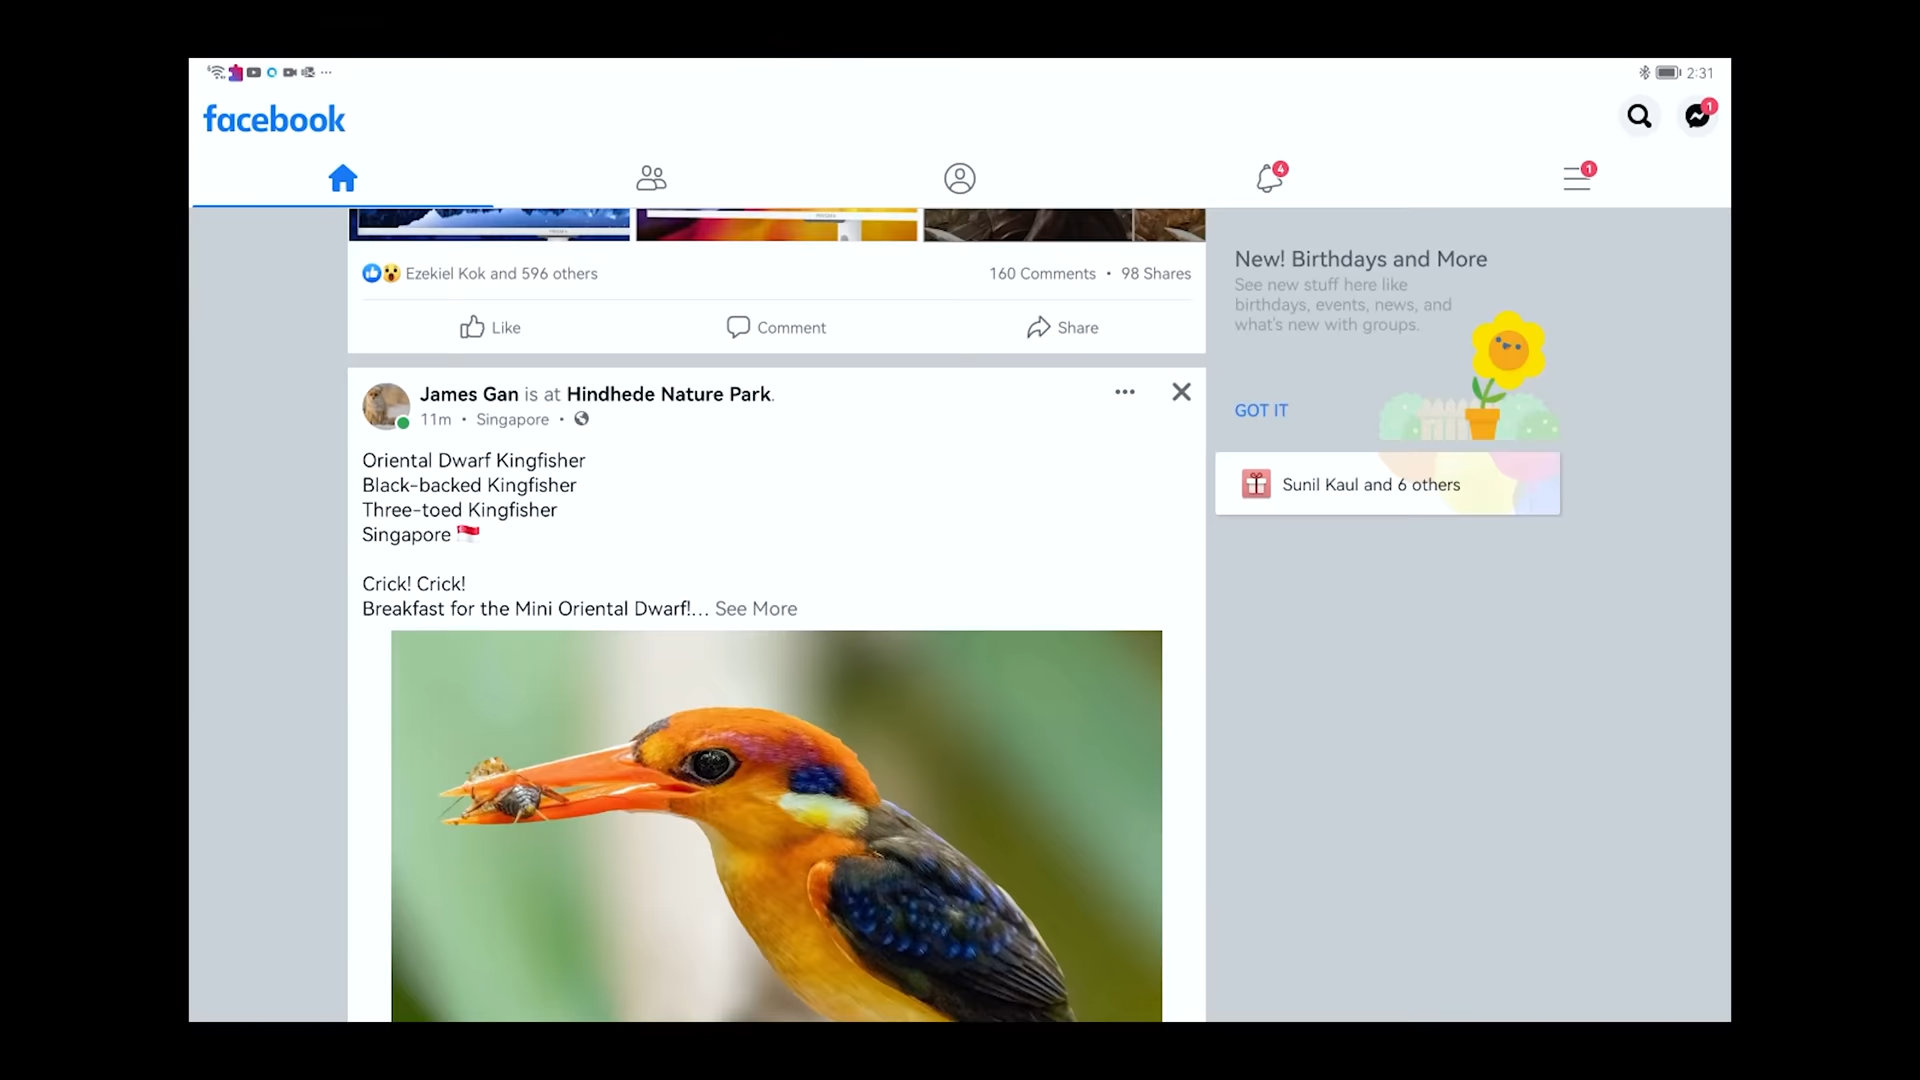 2:31
facebook
1
4
1
Ezekiel Kok and 596 others
160 Comments • 98 Shares
Like
Comment
Share
James Gan is at Hindhede Nature Park.
11m • Singapore •
Oriental Dwarf Kingfisher
Black-backed Kingfisher
Three-toed Kingfisher
Singapore 🇸🇬
Crick! Crick!
Breakfast for the Mini Oriental Dwarf!... See More
New! Birthdays and More
See new stuff here like
birthdays, events, news, and
what's new with groups.
GOT IT
Sunil Kaul and 6 others